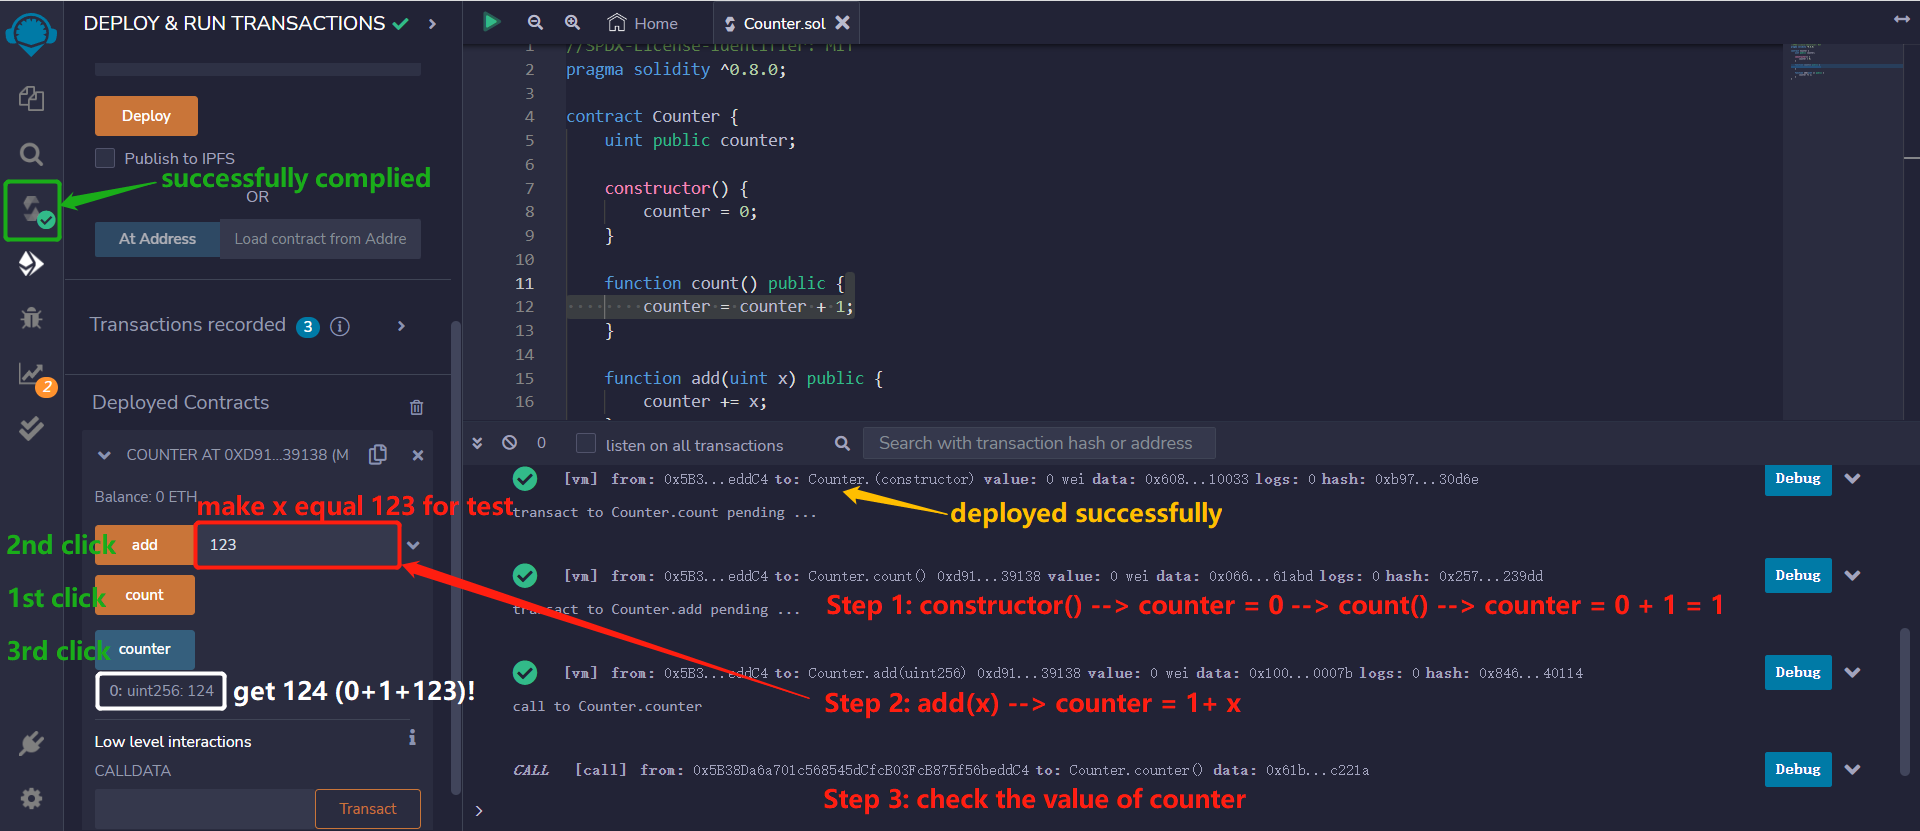 DEPLOY & RUN TRANSACTIONS
Deploy
Publish to IPFS
successfully complied
OR
At Address
Load contract from Addre
Transactions recorded 3
2
Deployed Contracts
COUNTER AT 0XD91...39138 (M
Balance: 0 ETH
make x equal 123 for test
2nd click
add
123
1st click
count
3rd click
counter
0: uint256: 124
get 124 (0+1+123)!
Low level interactions
CALLDATA
Transact
Home
Counter.sol
1 //SPDX-License-Identifier: MIT
2 pragma solidity ^0.8.0;
3
4 contract Counter {
5 uint public counter;
6
7 constructor() {
8 counter = 0;
9 }
10
11 function count() public {
12 counter = counter + 1;
13 }
14
15 function add(uint x) public {
16 counter += x;
0
listen on all transactions
Search with transaction hash or address
[vm] from: 0x5B3...eddC4 to: Counter.(constructor) value: 0 wei data: 0x608...10033 logs: 0 hash: 0xb97...30d6e
Debug
transact to Counter.count pending ...
deployed successfully
[vm] from: 0x5B3...eddC4 to: Counter.count() 0xd91...39138 value: 0 wei data: 0x066...61abd logs: 0 hash: 0x257...239dd
Debug
transact to Counter.add pending ...
Step 1: constructor() --> counter = 0 --> count() --> counter = 0 + 1 = 1
[vm] from: 0x5B3...eddC4 to: Counter.add(uint256) 0xd91...39138 value: 0 wei data: 0x100...0007b logs: 0 hash: 0x846...40114
Debug
call to Counter.counter
Step 2: add(x) --> counter = 1+ x
CALL [call] from: 0x5B38Da6a701c568545dCfcB03FcB875f56beddC4 to: Counter.counter() data: 0x61b...c221a
Debug
Step 3: check the value of counter
>